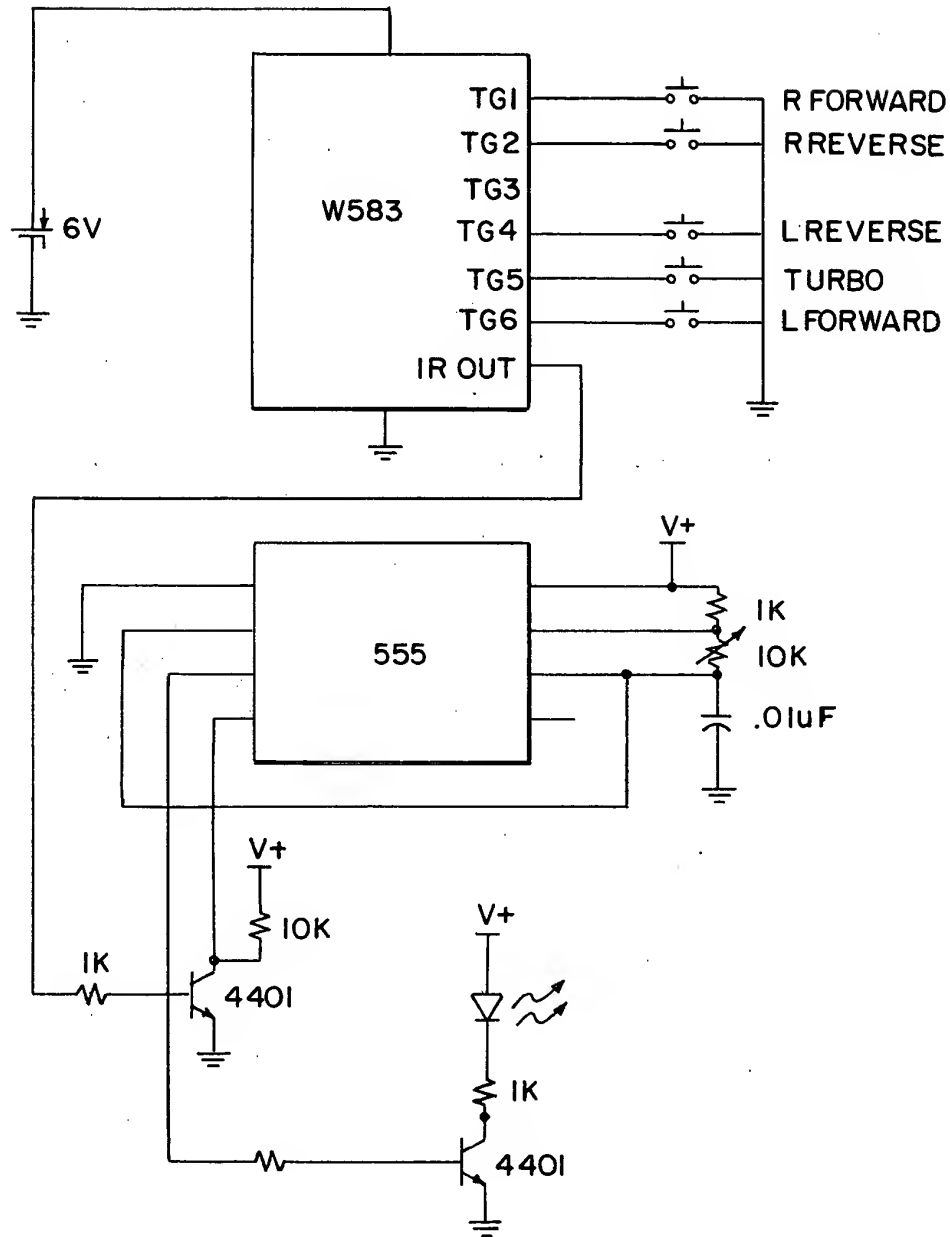 TG1 R FORWARD
TG2 R REVERSE
TG3
W583
6V
TG4 L REVERSE
TG5 TURBO
TG6 L FORWARD
IR OUT
V+
1K
555
10K
.01uF
V+
10K
V+
1K
4401
1K
4401